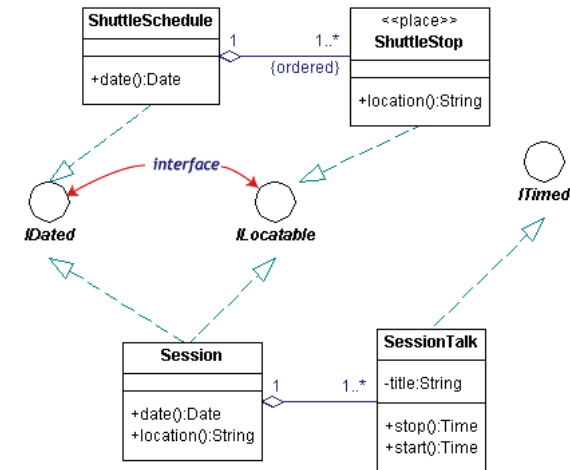 ShuttleSchedule
+date():Date
1
1..*
{ordered}
<<place>>
ShuttleStop
+location():String
interface
IDated
ILocatable
ITimed
Session
+date():Date
+location():String
1
1..*
SessionTalk
-title:String
+stop():Time
+start():Time